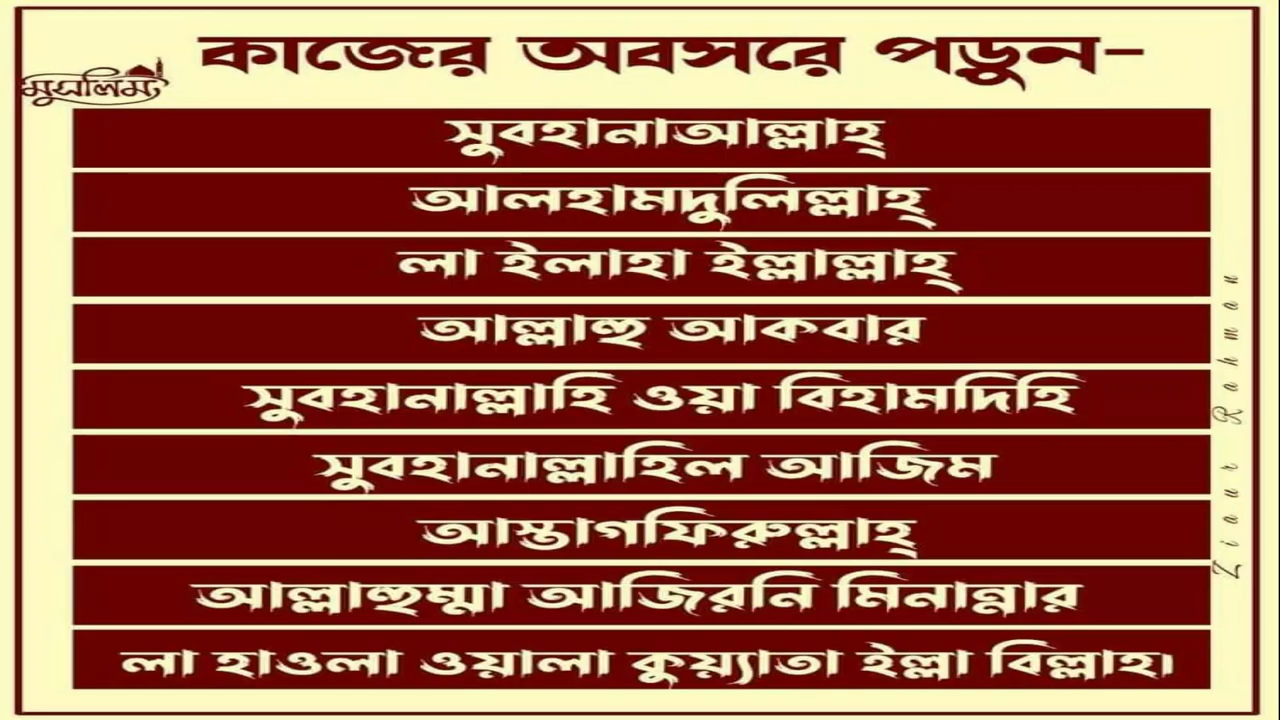 কাজের অবসরে পড়ুন-
মুসলিম
সুবহানাআল্লাহ্
আলহামদুলিল্লাহ্
লা ইলাহা ইল্লাল্লাহ্
আল্লাহু আকবার
সুবহানাল্লাহি ওয়া বিহামদিহি
সুবহানাল্লাহিল আজিম
আস্তাগফিরুল্লাহ্
আল্লাহুম্মা আজিরনি মিনান্নার
লা হাওলা ওয়ালা কুয়্যাতা ইল্লা বিল্লাহ।
Ziaur Rahman